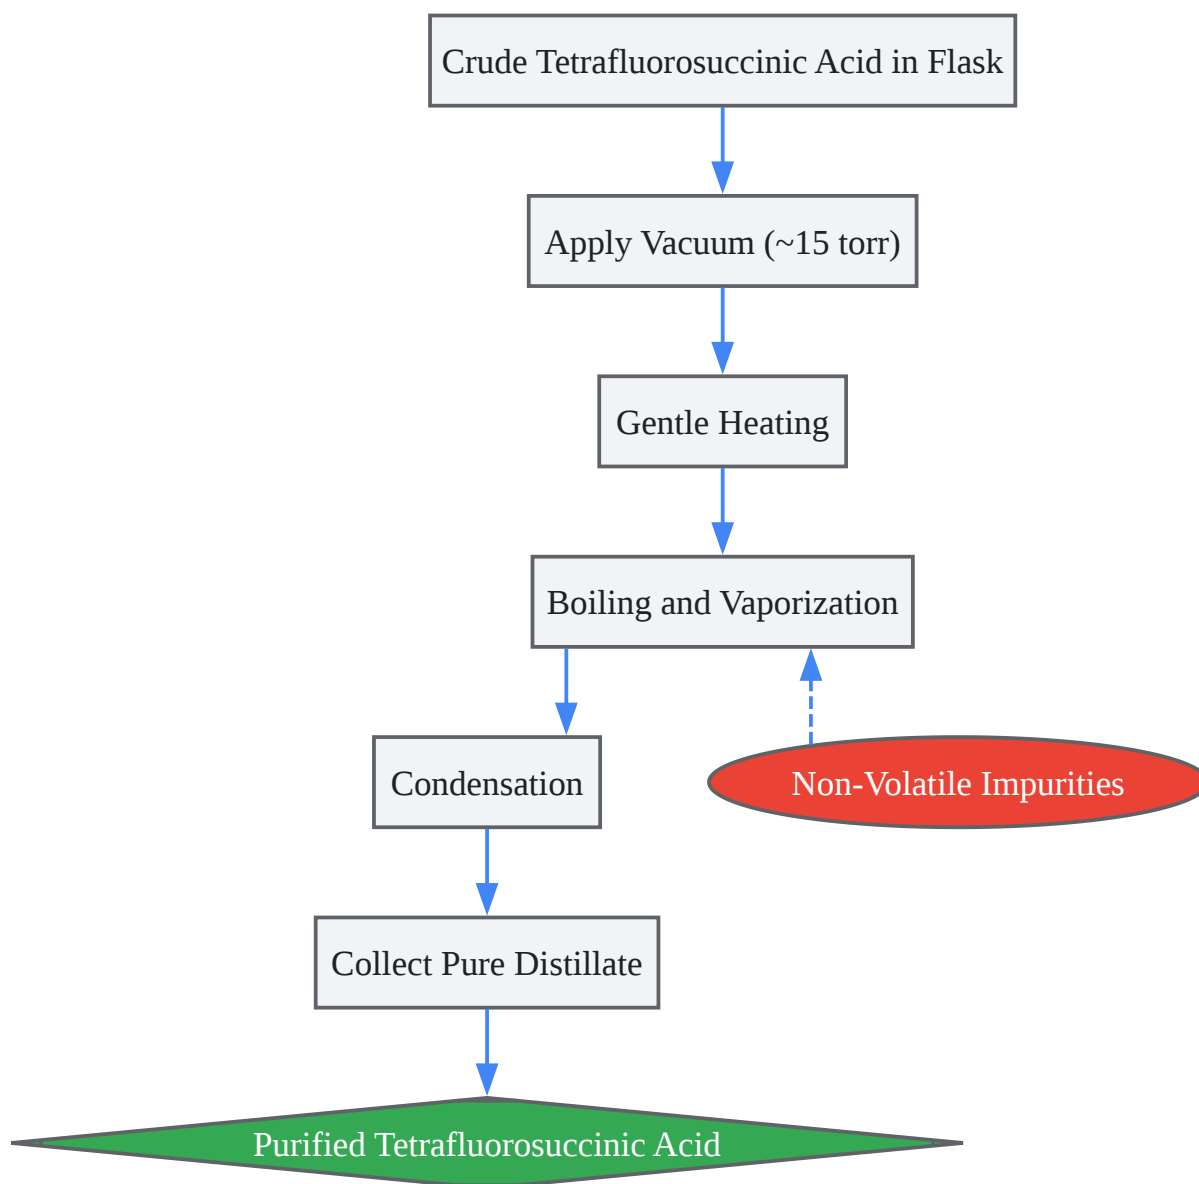 Crude Tetrafluorosuccinic Acid in Flask
Apply Vacuum (~15 torr)
Gentle Heating
Boiling and Vaporization
Condensation
Non-Volatile Impurities
Collect Pure Distillate
Purified Tetrafluorosuccinic Acid